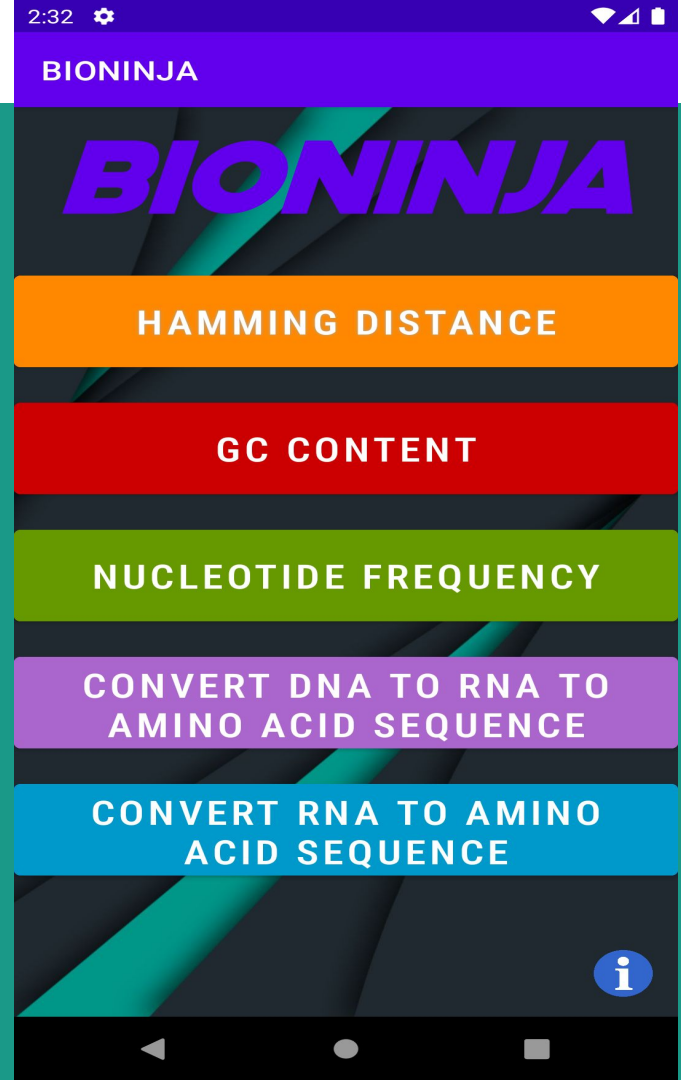 2:32
BIONINJA
BIONINJA
HAMMING DISTANCE
GC CONTENT
NUCLEOTIDE FREQUENCY
CONVERT DNA TO RNA TO
AMINO ACID SEQUENCE
CONVERT RNA TO AMINO
ACID SEQUENCE
i